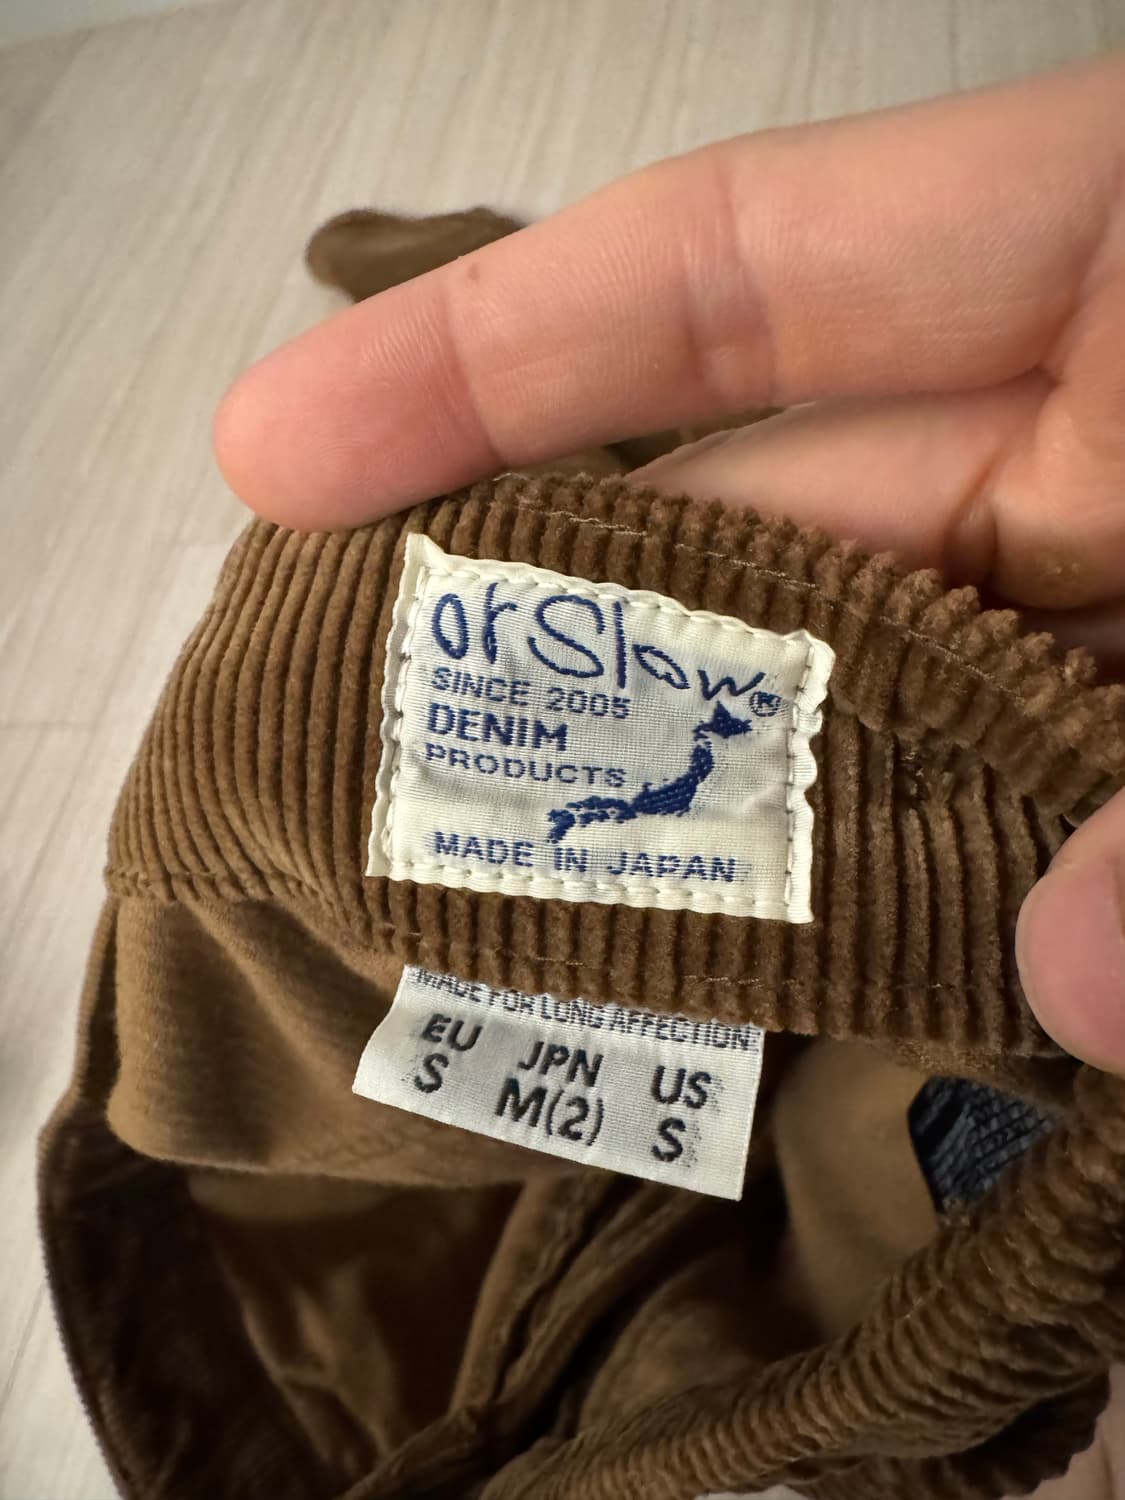 orSlow®
SINCE 2005
DENIM
PRODUCTS
MADE IN JAPAN
MADE FOR LONG AFFECTION
EU JPN US
S M(2) S